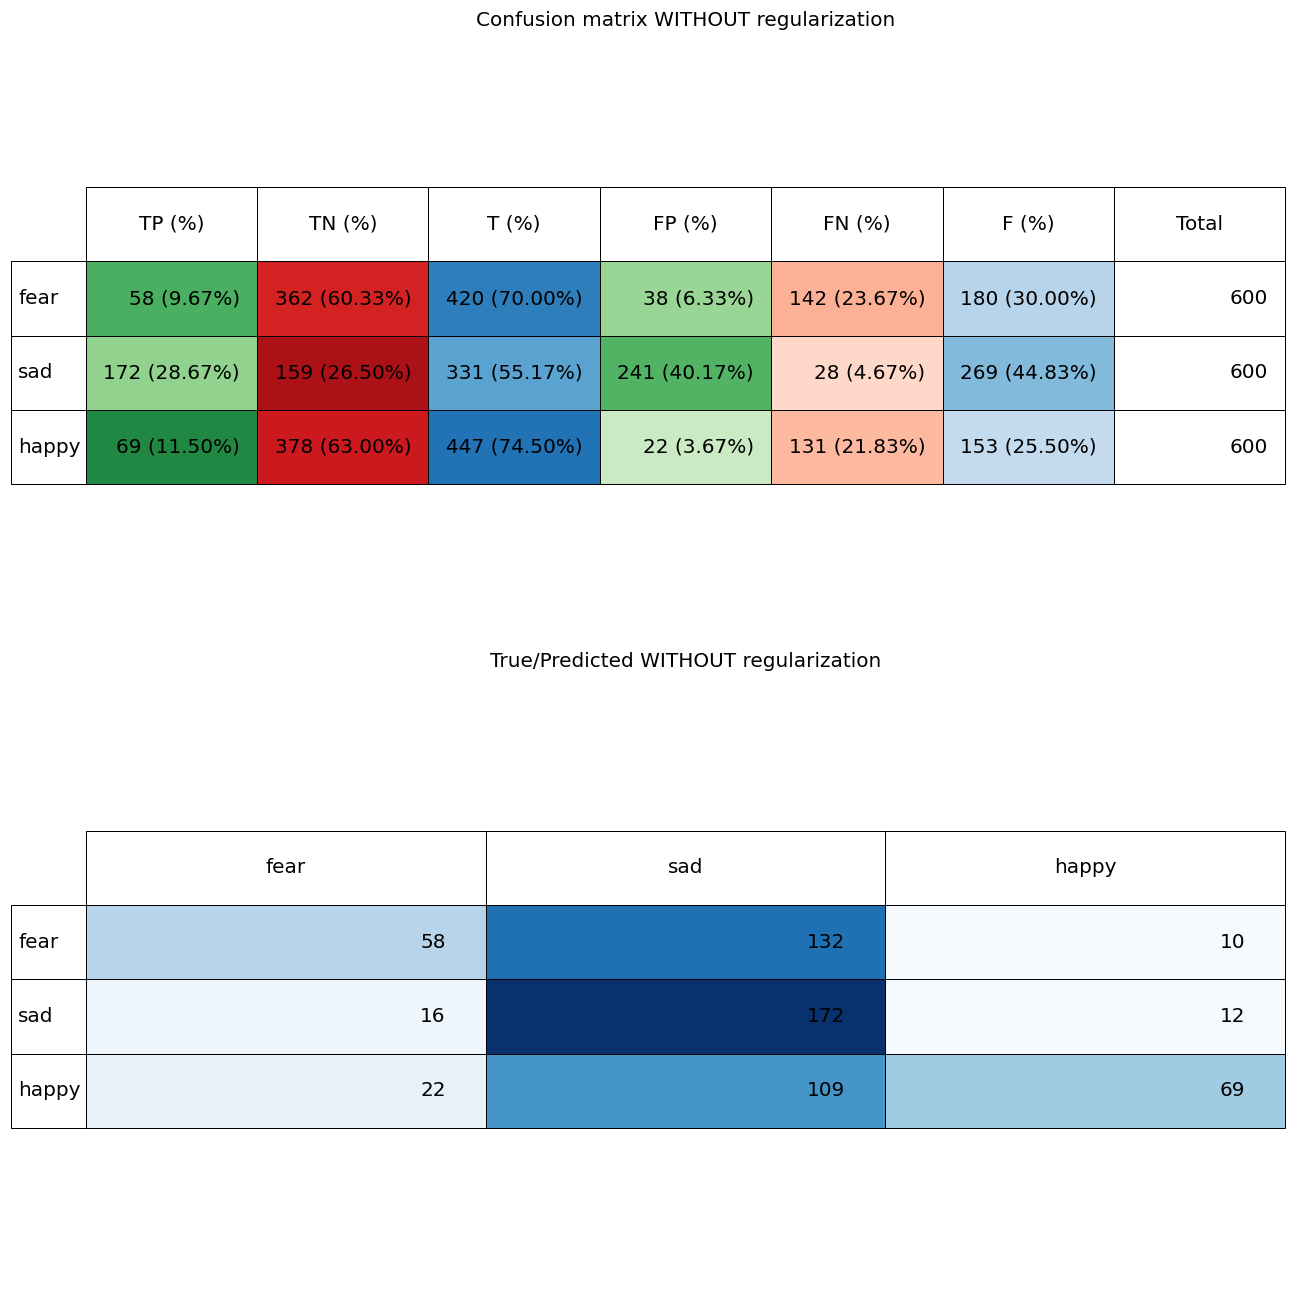 Confusion matrix WITHOUT regularization
TP (%) TN (%) T (%) FP (%) FN (%) F (%) Total
fear 58 (9.67%) 362 (60.33%) 420 (70.00%) 38 (6.33%) 142 (23.67%) 180 (30.00%) 600
sad 172 (28.67%) 159 (26.50%) 331 (55.17%) 241 (40.17%) 28 (4.67%) 269 (44.83%) 600
happy 69 (11.50%) 378 (63.00%) 447 (74.50%) 22 (3.67%) 131 (21.83%) 153 (25.50%) 600
True/Predicted WITHOUT regularization
fear sad happy
fear 58 132 10
sad 16 172 12
happy 22 109 69